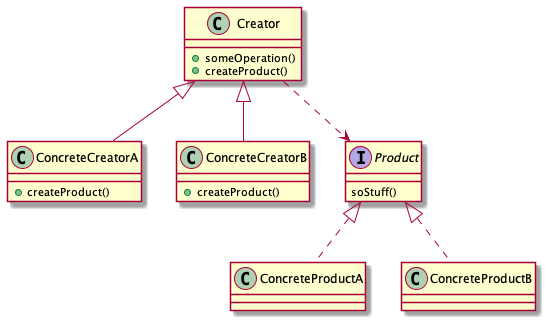 C Creator
someOperation()
createProduct()
C ConcreteCreatorA
createProduct()
C ConcreteCreatorB
createProduct()
I Product
soStuff()
C ConcreteProductA
C ConcreteProductB